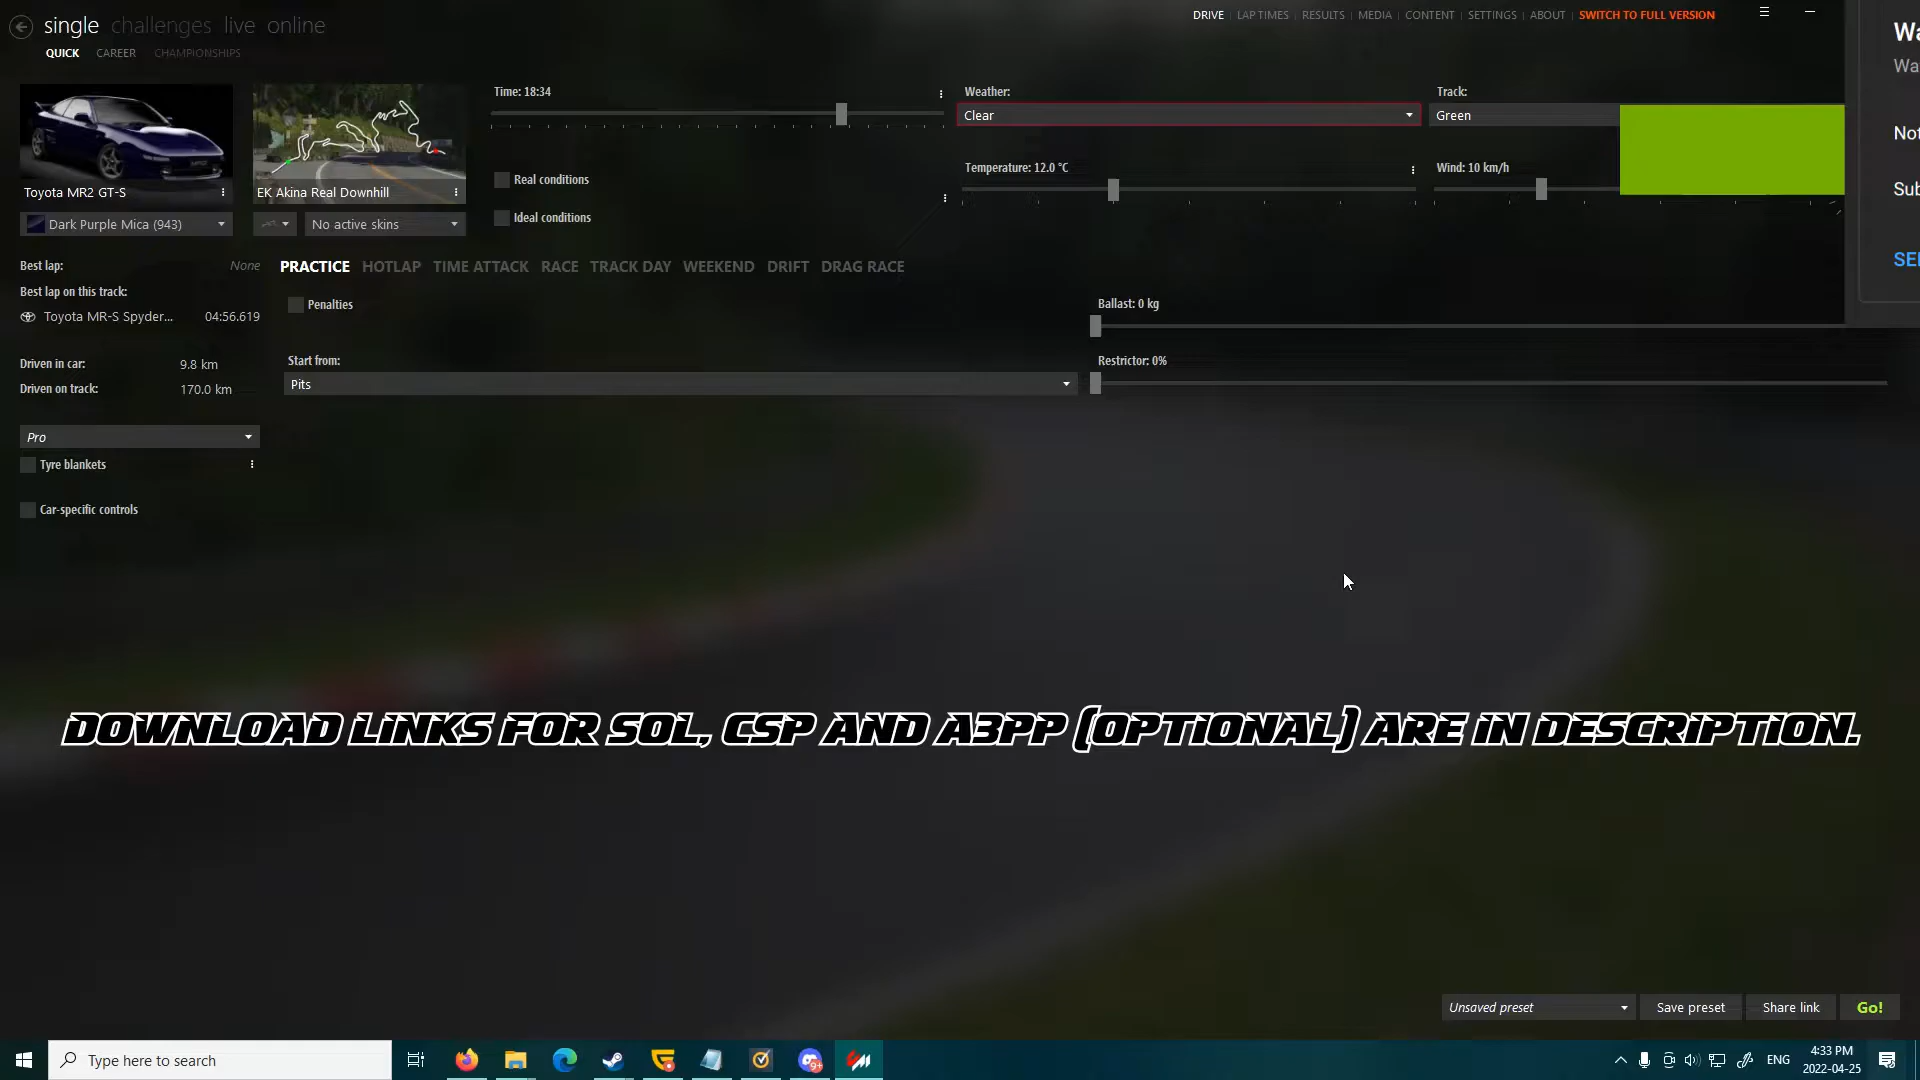 single challenges live online
DRIVE LAP TIMES RESULTS MEDIA CONTENT SETTINGS ABOUT SWITCH TO FULL VERSION
QUICK CAREER CHAMPIONSHIPS
Time: 18:34
Weather:
Track:
Clear
Green
Temperature: 12.0 °C
Wind: 10 km/h
Real conditions
Ideal conditions
Toyota MR2 GT-S
EK Akina Real Downhill
Dark Purple Mica (943)
No active skins
Best lap: None
Best lap on this track:
Toyota MR-S Spyder... 04:56.619
Driven in car: 9.8 km
Driven on track: 170.0 km
Pro
Tyre blankets
Car-specific controls
PRACTICE HOTLAP TIME ATTACK RACE TRACK DAY WEEKEND DRIFT DRAG RACE
Penalties
Ballast: 0 kg
Start from:
Restrictor: 0%
Pits
DOWNLOAD LINKS FOR SOL, CSP AND A3PP (OPTIONAL) ARE IN DESCRIPTION.
Unsaved preset Save preset Share link Go!
Type here to search
9+
ENG
4:33 PM
2022-04-25